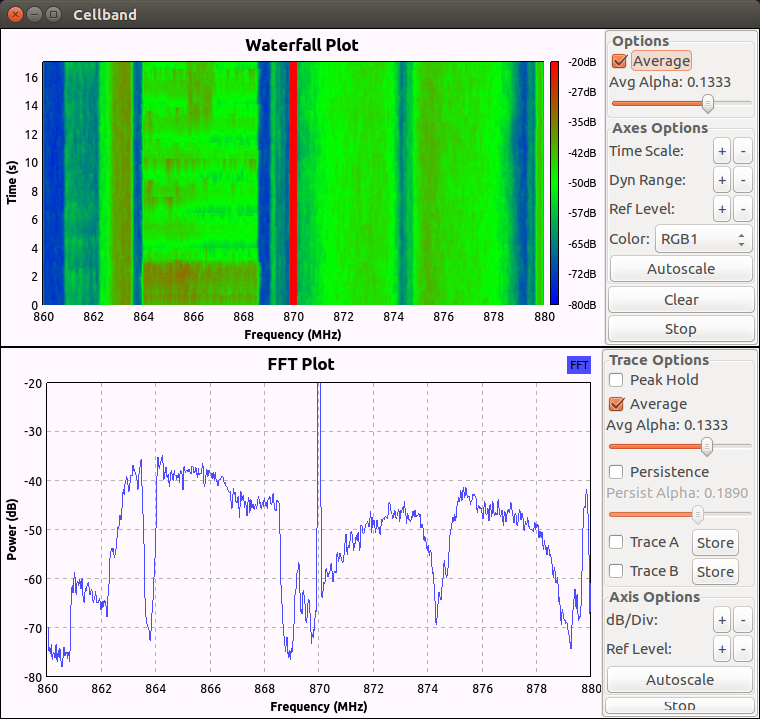 Cellband
Waterfall Plot
Time (s)
16
14
12
10
8
6
4
2
0
860 862 864 866 868 870 872 874 876 878 880
Frequency (MHz)
-20dB
-27dB
-35dB
-42dB
-50dB
-57dB
-65dB
-72dB
-80dB
Options
Average
Avg Alpha: 0.1333
Axes Options
Time Scale: + -
Dyn Range: + -
Ref Level: + -
Color: RGB1
Autoscale
Clear
Stop
FFT Plot
FFT
Power (dB)
-20
-30
-40
-50
-60
-70
-80
860 862 864 866 868 870 872 874 876 878 880
Frequency (MHz)
Trace Options
Peak Hold
Average
Avg Alpha: 0.1333
Persistence
Persist Alpha: 0.1890
Trace A Store
Trace B Store
Axis Options
dB/Div: + -
Ref Level: + -
Autoscale
Stop